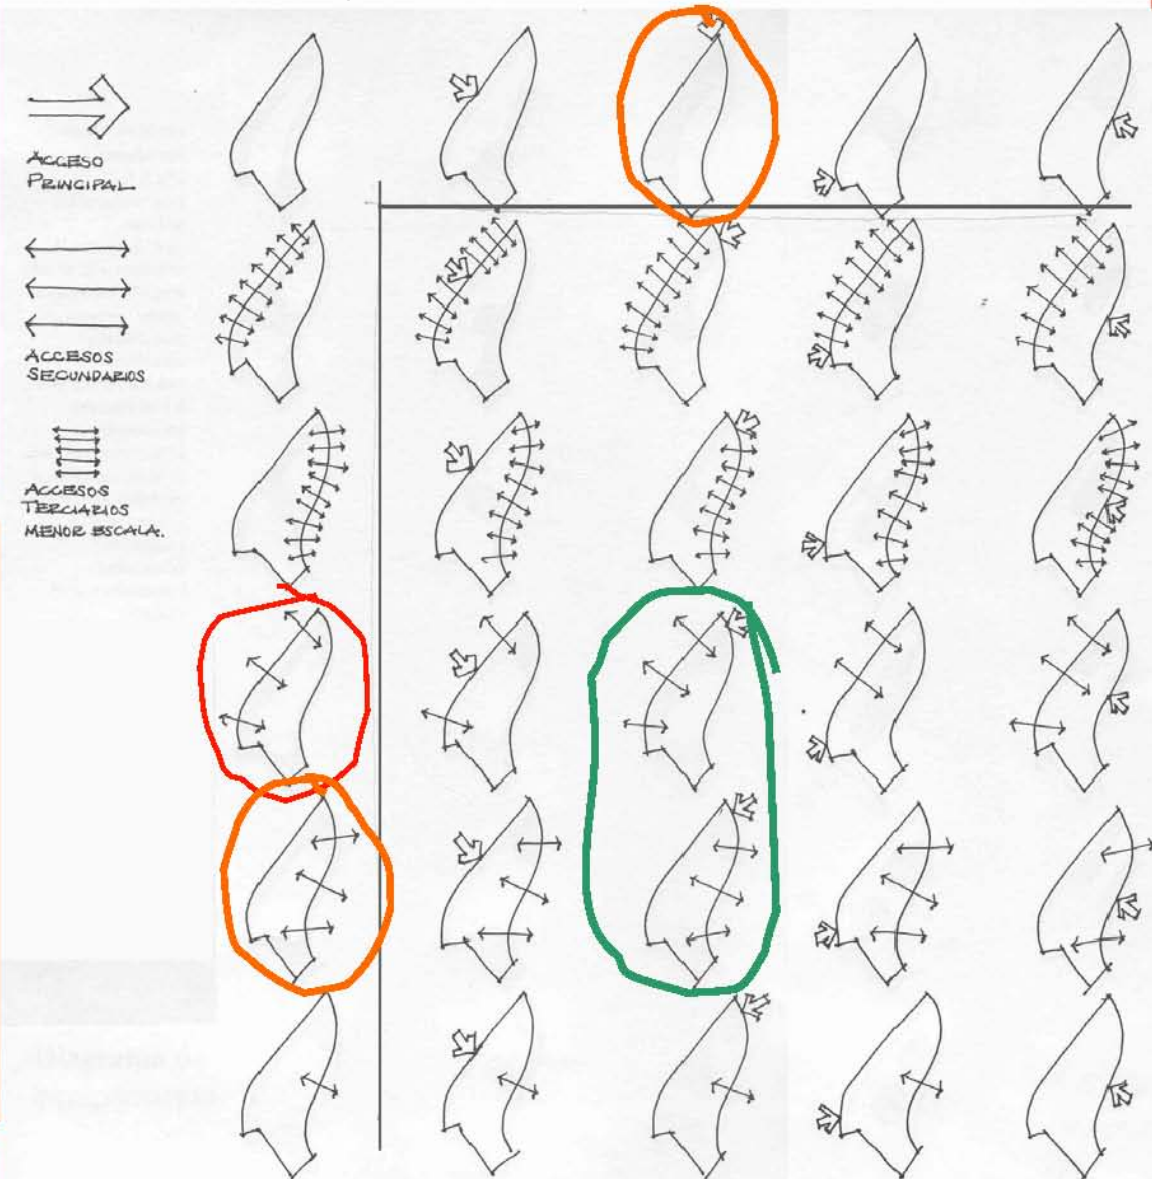 ACCESO
PRINCIPAL
ACCESOS
SECUNDARIOS
ACCESOS
TERCIARIOS
MENOR ESCALA.